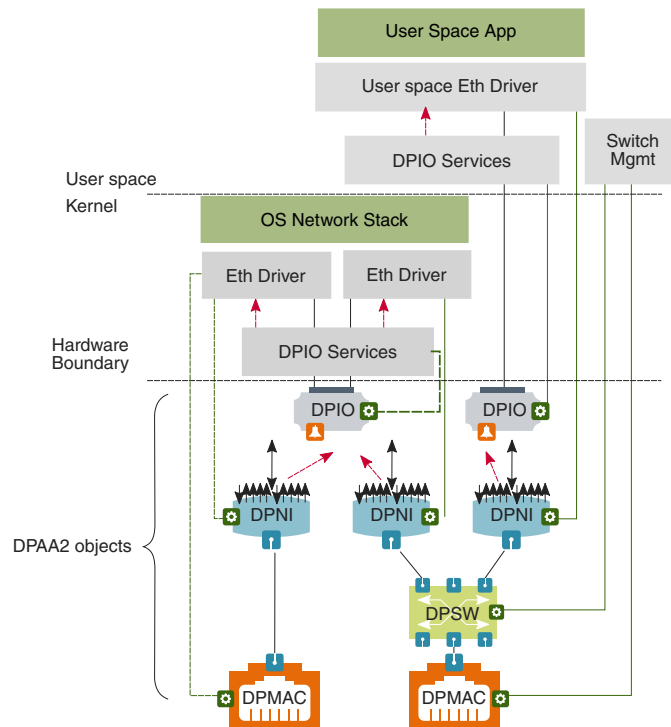 User Space App
User space Eth Driver
DPIO Services
Switch
Mgmt
User space
Kernel
OS Network Stack
Eth Driver
Eth Driver
Hardware
Boundary
DPIO Services
DPIO
DPIO
DPNI
DPNI
DPNI
DPAA2 objects
DPSW
DPMAC
DPMAC